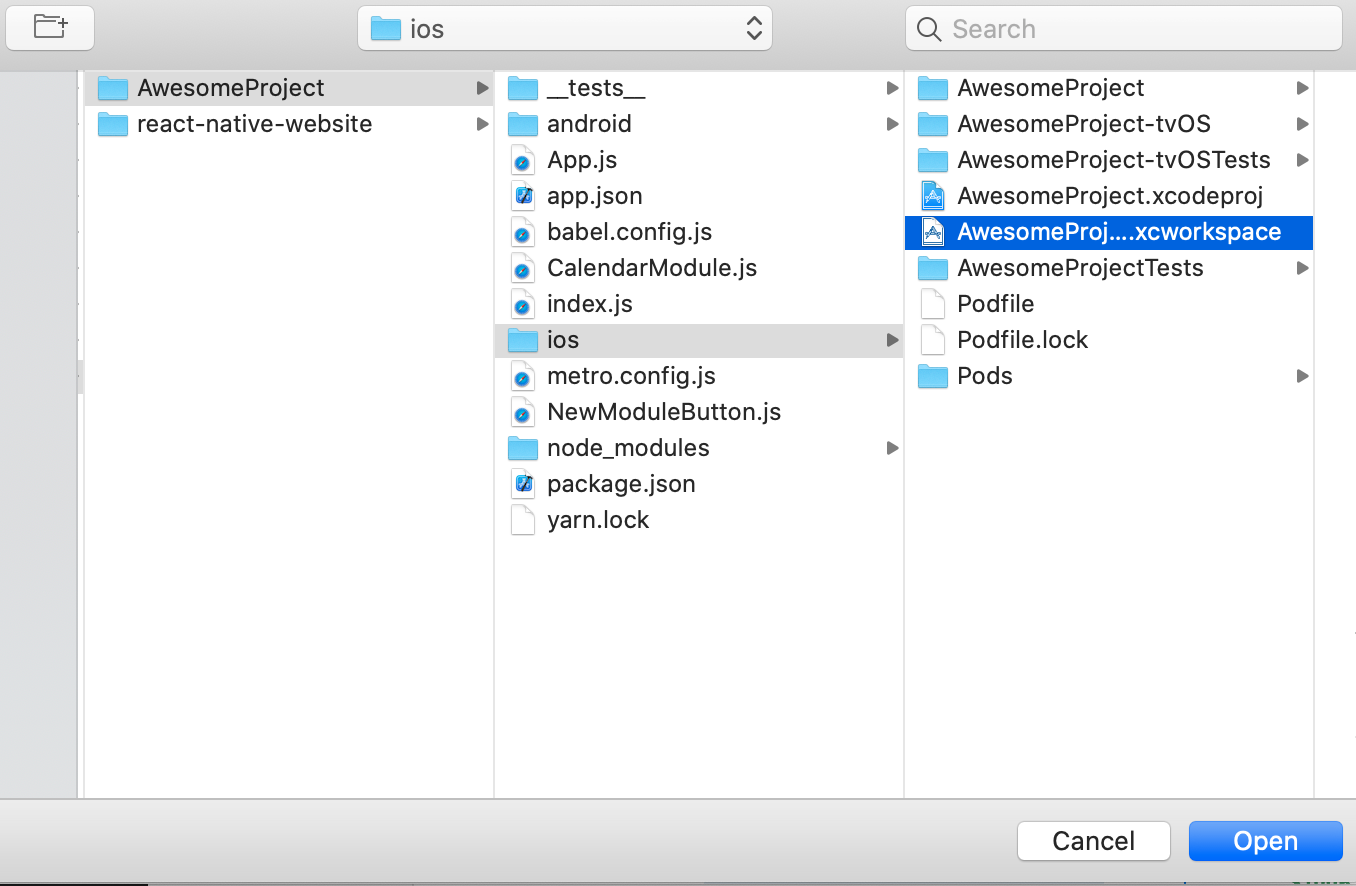 ios
Search
AwesomeProject
react-native-website
__tests__
android
App.js
app.json
babel.config.js
CalendarModule.js
index.js
ios
metro.config.js
NewModuleButton.js
node_modules
package.json
yarn.lock
AwesomeProject
AwesomeProject-tvOS
AwesomeProject-tvOSTests
AwesomeProject.xcodeproj
AwesomeProj....xcworkspace
AwesomeProjectTests
Podfile
Podfile.lock
Pods
Cancel
Open